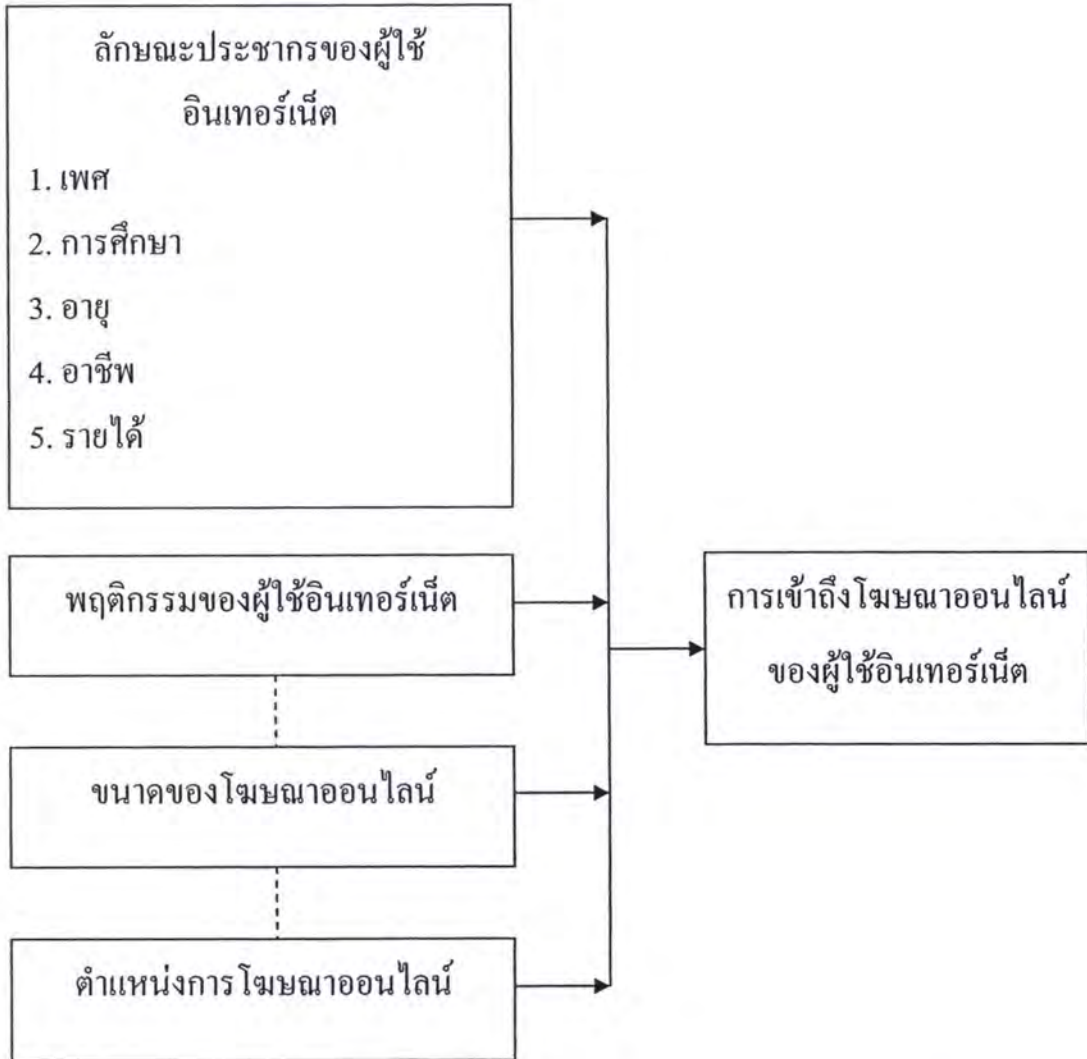 ลักษณะประชากรของผู้ใช้
อินเทอร์เน็ต
1. เพศ
2. การศึกษา
3. อายุ
4. อาชีพ
5. รายได้
พฤติกรรมของผู้ใช้อินเทอร์เน็ต
ขนาดของโฆษณาออนไลน์
ตำแหน่งการโฆษณาออนไลน์
การเข้าถึงโฆษณาออนไลน์
ของผู้ใช้อินเทอร์เน็ต